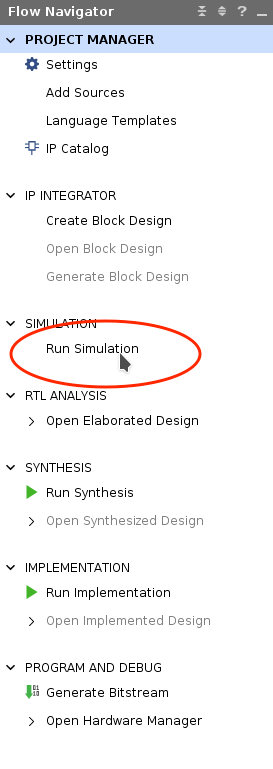 Flow Navigator ?
PROJECT MANAGER
Settings
Add Sources
Language Templates
IP Catalog
IP INTEGRATOR
Create Block Design
Open Block Design
Generate Block Design
SIMULATION
Run Simulation
RTL ANALYSIS
Open Elaborated Design
SYNTHESIS
Run Synthesis
Open Synthesized Design
IMPLEMENTATION
Run Implementation
Open Implemented Design
PROGRAM AND DEBUG
Generate Bitstream
Open Hardware Manager